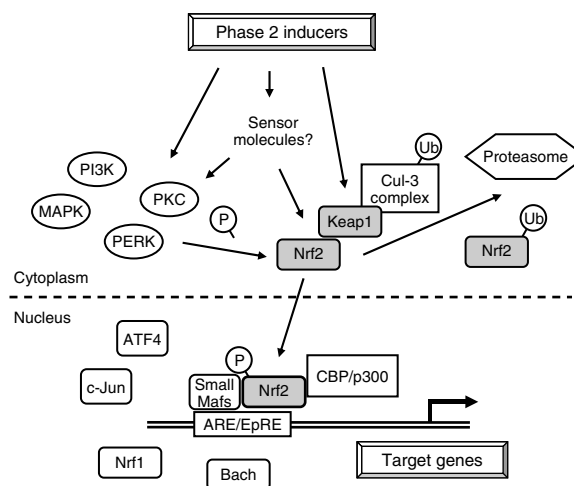 Phase 2 inducers
Sensor
molecules?
Ub
Proteasome
PI3K
Cul-3
complex
PKC
MAPK
P
Keap1
Ub
PERK
Nrf2
Nrf2
Cytoplasm
Nucleus
ATF4
P
CBP/p300
c-Jun
Small
Mafs
Nrf2
ARE/EpRE
Nrf1
Bach
Target genes